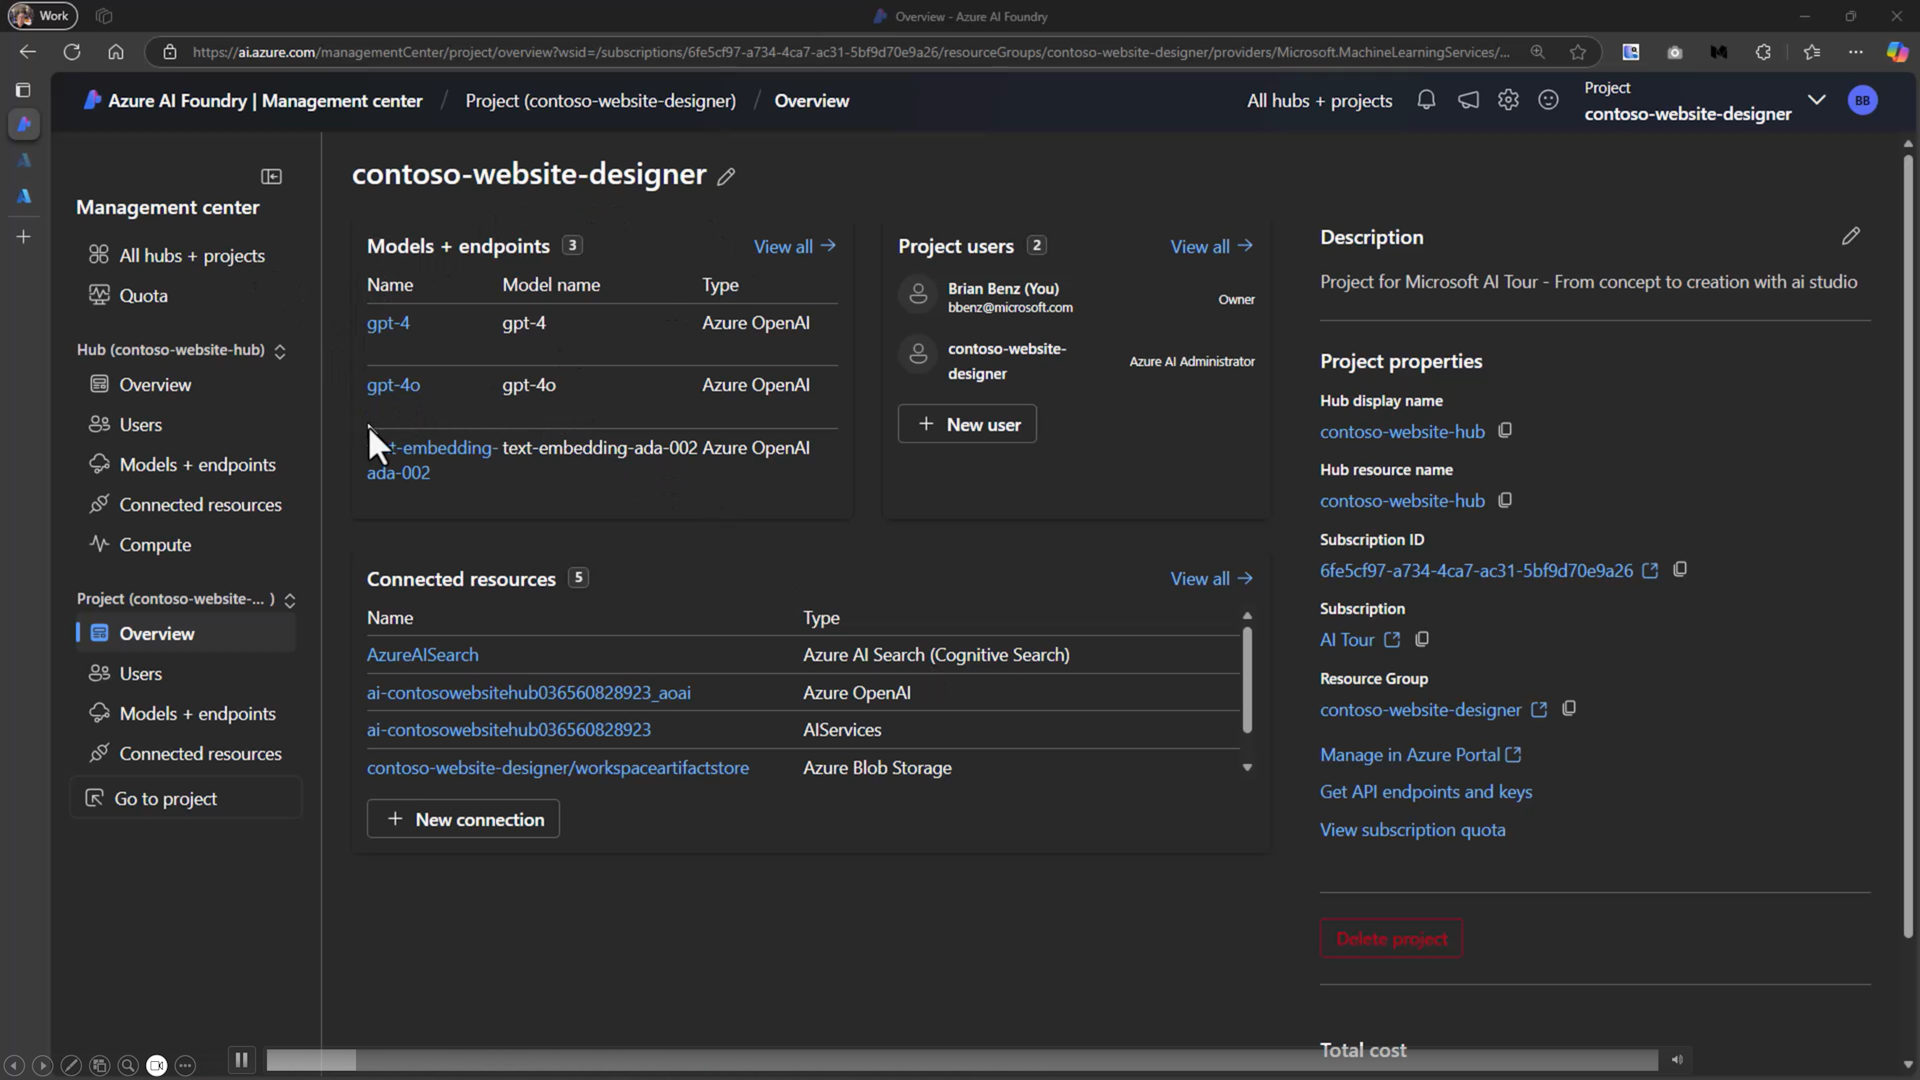 Work
Overview - Azure AI Foundry
https://ai.azure.com/managementCenter/project/overview?wsid=/subscriptions/6fe5cf97-a734-4ca7-ac31-5bf9d70e9a26/resourceGroups/contoso-website-designer/providers/Microsoft.MachineLearningServices/...
Azure AI Foundry | Management center / Project (contoso-website-designer) / Overview
All hubs + projects
Project
contoso-website-designer
BB
Management center
All hubs + projects
Quota
Hub (contoso-website-hub)
Overview
Users
Models + endpoints
Connected resources
Compute
Project (contoso-website-... )
Overview
Users
Models + endpoints
Connected resources
Go to project
contoso-website-designer
Models + endpoints 3 View all
Name Model name Type
gpt-4 gpt-4 Azure OpenAI
gpt-4o gpt-4o Azure OpenAI
t-embedding- text-embedding-ada-002 Azure OpenAI
ada-002
Project users 2 View all
Brian Benz (You)
bbenz@microsoft.com
Owner
contoso-website-
designer
Azure AI Administrator
+ New user
Connected resources 5 View all
Name Type
AzureAISearch Azure AI Search (Cognitive Search)
ai-contosowebsitehub036560828923_aoai Azure OpenAI
ai-contosowebsitehub036560828923 AIServices
contoso-website-designer/workspaceartifactstore Azure Blob Storage
+ New connection
Description
Project for Microsoft AI Tour - From concept to creation with ai studio
Project properties
Hub display name
contoso-website-hub
Hub resource name
contoso-website-hub
Subscription ID
6fe5cf97-a734-4ca7-ac31-5bf9d70e9a26
Subscription
AI Tour
Resource Group
contoso-website-designer
Manage in Azure Portal
Get API endpoints and keys
View subscription quota
Delete project
Total cost